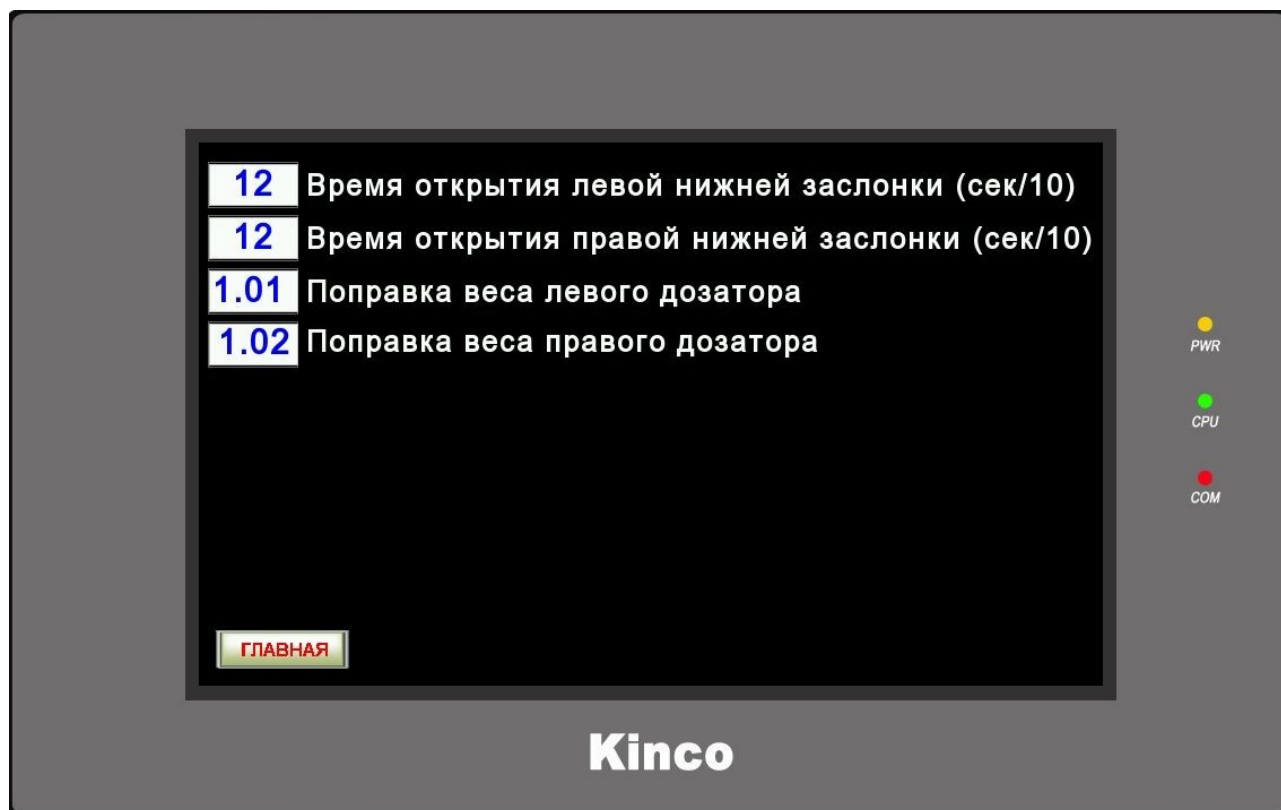 12 Время открытия левой нижней заслонки (сек/10)
12 Время открытия правой нижней заслонки (сек/10)
1.01 Поправка веса левого дозатора
1.02 Поправка веса правого дозатора
PWR
CPU
COM
ГЛАВНАЯ
Kinco